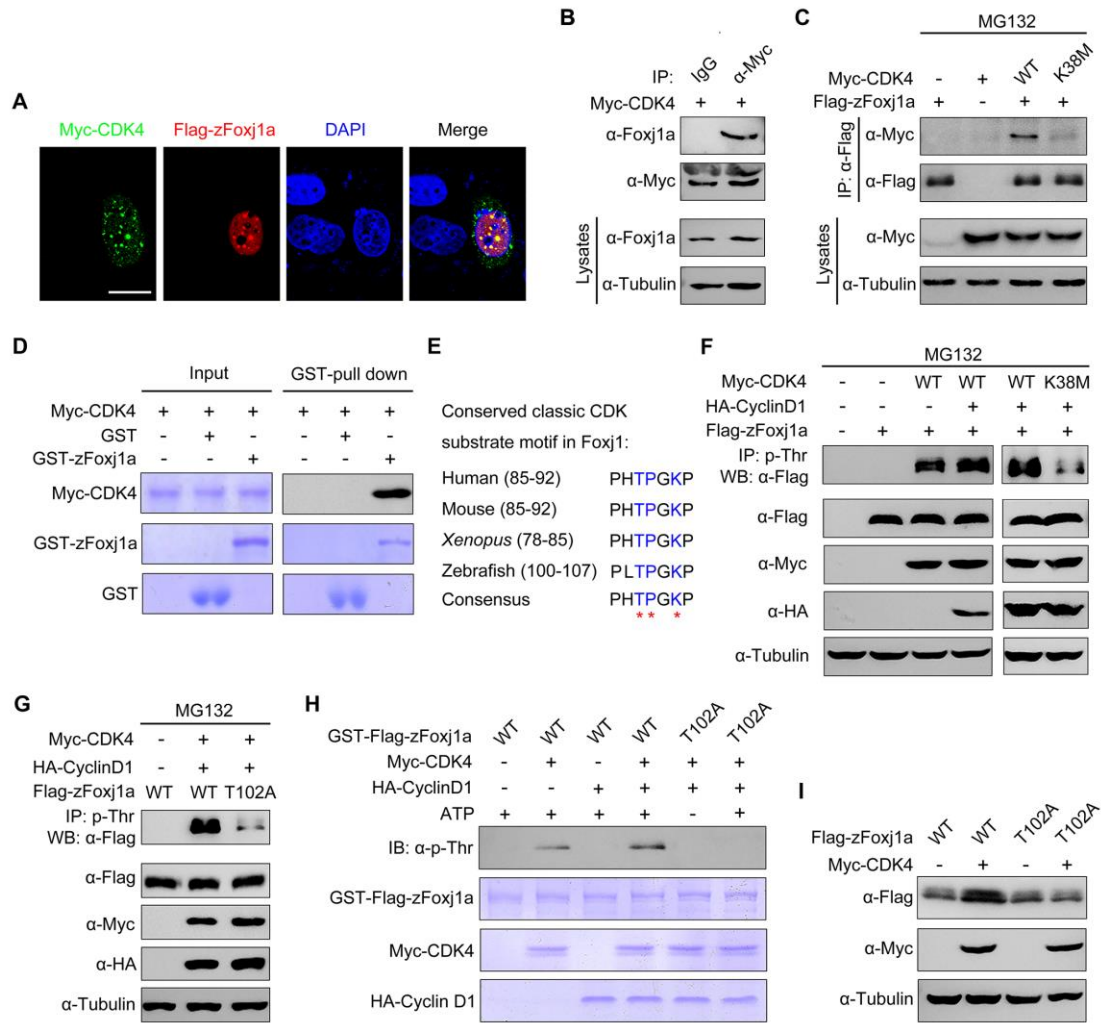 A
Myc-CDK4 Flag-zFoxj1a DAPI Merge
B
IP: IgG α-Myc
Myc-CDK4 + +
α-Foxj1a
α-Myc
Lysates
α-Foxj1a
α-Tubulin
C
MG132
Myc-CDK4 - + WT K38M
Flag-zFoxj1a + - + +
IP: α-Flag
α-Myc
α-Flag
Lysates
α-Myc
α-Tubulin
D
Input GST-pull down
Myc-CDK4 + + + + + +
GST - + - - + -
GST-zFoxj1a - - + - - +
Myc-CDK4
GST-zFoxj1a
GST
E
Conserved classic CDK
substrate motif in Foxj1:
Human (85-92) PHTPGKP
Mouse (85-92) PHTPGKP
Xenopus (78-85) PHTPGKP
Zebrafish (100-107) PLTPGKP
Consensus PHTPGKP
* * *
F
MG132
Myc-CDK4 - - WT WT WT K38M
HA-CyclinD1 - - - + + +
Flag-zFoxj1a - + + + + +
IP: p-Thr
WB: α-Flag
α-Flag
α-Myc
α-HA
α-Tubulin
G
MG132
Myc-CDK4 - + +
HA-CyclinD1 - + +
Flag-zFoxj1a WT WT T102A
IP: p-Thr
WB: α-Flag
α-Flag
α-Myc
α-HA
α-Tubulin
H
GST-Flag-zFoxj1a WT WT WT WT T102A T102A
Myc-CDK4 - + - + + +
HA-CyclinD1 - - + + + +
ATP + + + + - +
IB: α-p-Thr
GST-Flag-zFoxj1a
Myc-CDK4
HA-Cyclin D1
I
Flag-zFoxj1a WT WT T102A T102A
Myc-CDK4 - + - +
α-Flag
α-Myc
α-Tubulin